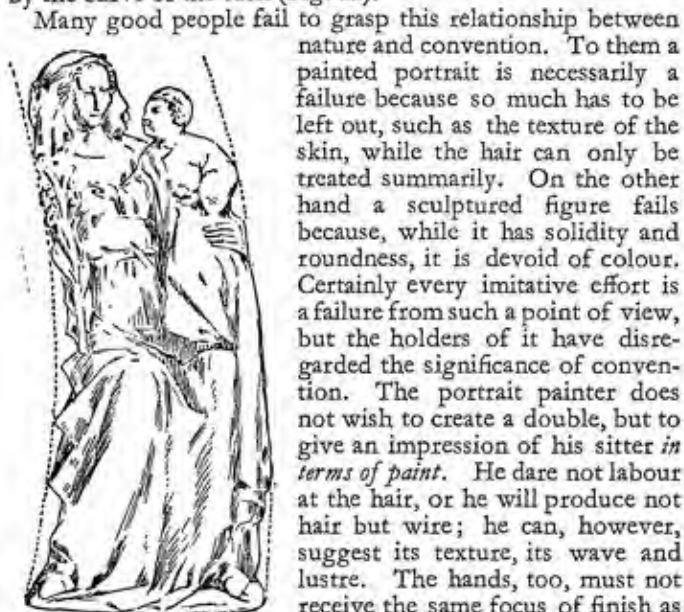 Many good people fail to grasp this relationship between
nature and convention. To them a
painted portrait is necessarily a
failure because so much has to be
left out, such as the texture of the
skin, while the hair can only be
treated summarily. On the other
hand a sculptured figure fails
because, while it has solidity and
roundness, it is devoid of colour.
Certainly every imitative effort is
a failure from such a point of view,
but the holders of it have disre-
garded the significance of conven-
tion. The portrait painter does
not wish to create a double, but to
give an impression of his sitter in
terms of paint. He dare not labour
at the hair, or he will produce not
hair but wire; he can, however,
suggest its texture, its wave and
lustre. The hands, too, must not
receive the same focus of finish as